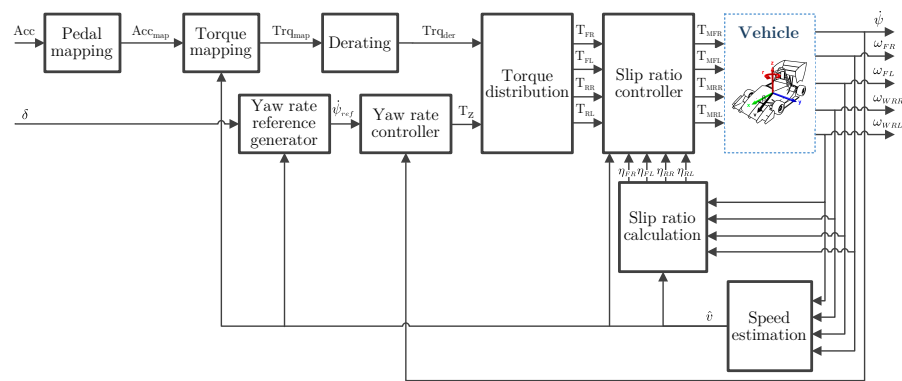 Acc
Pedal
mapping
Acc_map
Torque
mapping
Trq_map
Derating
Trq_der
Torque
distribution
T_FR
T_FL
T_RR
T_RL
Slip ratio
controller
T_MFR
T_MFL
T_MRR
T_MRL
Vehicle
ψ̇
ω_FR
ω_FL
ω_WRR
ω_WRL
δ
Yaw rate
reference
generator
ψ̇_ref
Yaw rate
controller
T_Z
η_FR η_FL η_RR η_RL
Slip ratio
calculation
v̂
Speed
estimation